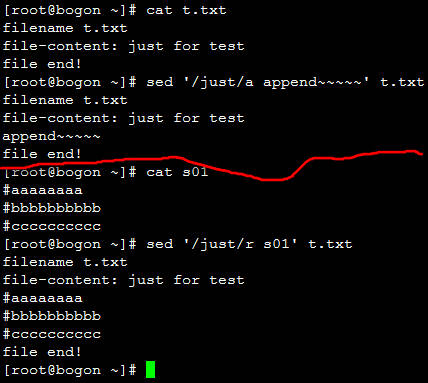 [root@bogon ~]# cat t.txt
filename t.txt
file-content: just for test
file end!
[root@bogon ~]# sed '/just/a append~~~~~' t.txt
filename t.txt
file-content: just for test
append~~~~~
file end!
[root@bogon ~]# cat s01
#aaaaaaaa
#bbbbbbbbbb
#cccccccccc
[root@bogon ~]# sed '/just/r s01' t.txt
filename t.txt
file-content: just for test
#aaaaaaaa
#bbbbbbbbbb
#cccccccccc
file end!
[root@bogon ~]#